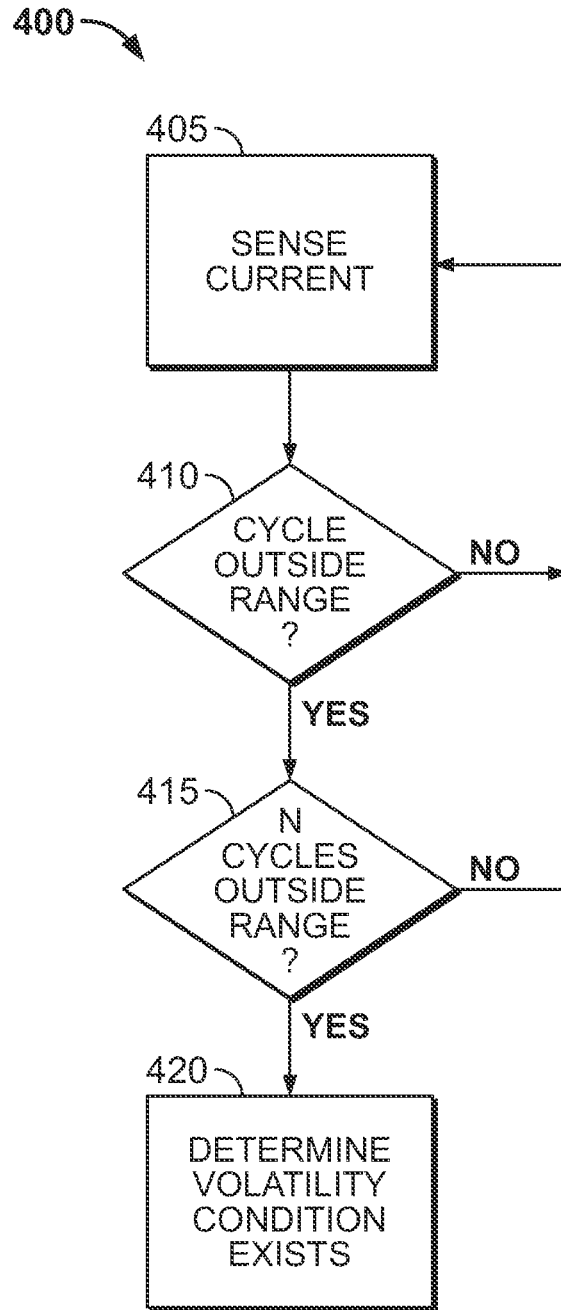 400
405
SENSE
CURRENT
410
CYCLE
OUTSIDE
RANGE
?
NO
YES
415
N
CYCLES
OUTSIDE
RANGE
?
NO
YES
420
DETERMINE
VOLATILITY
CONDITION
EXISTS